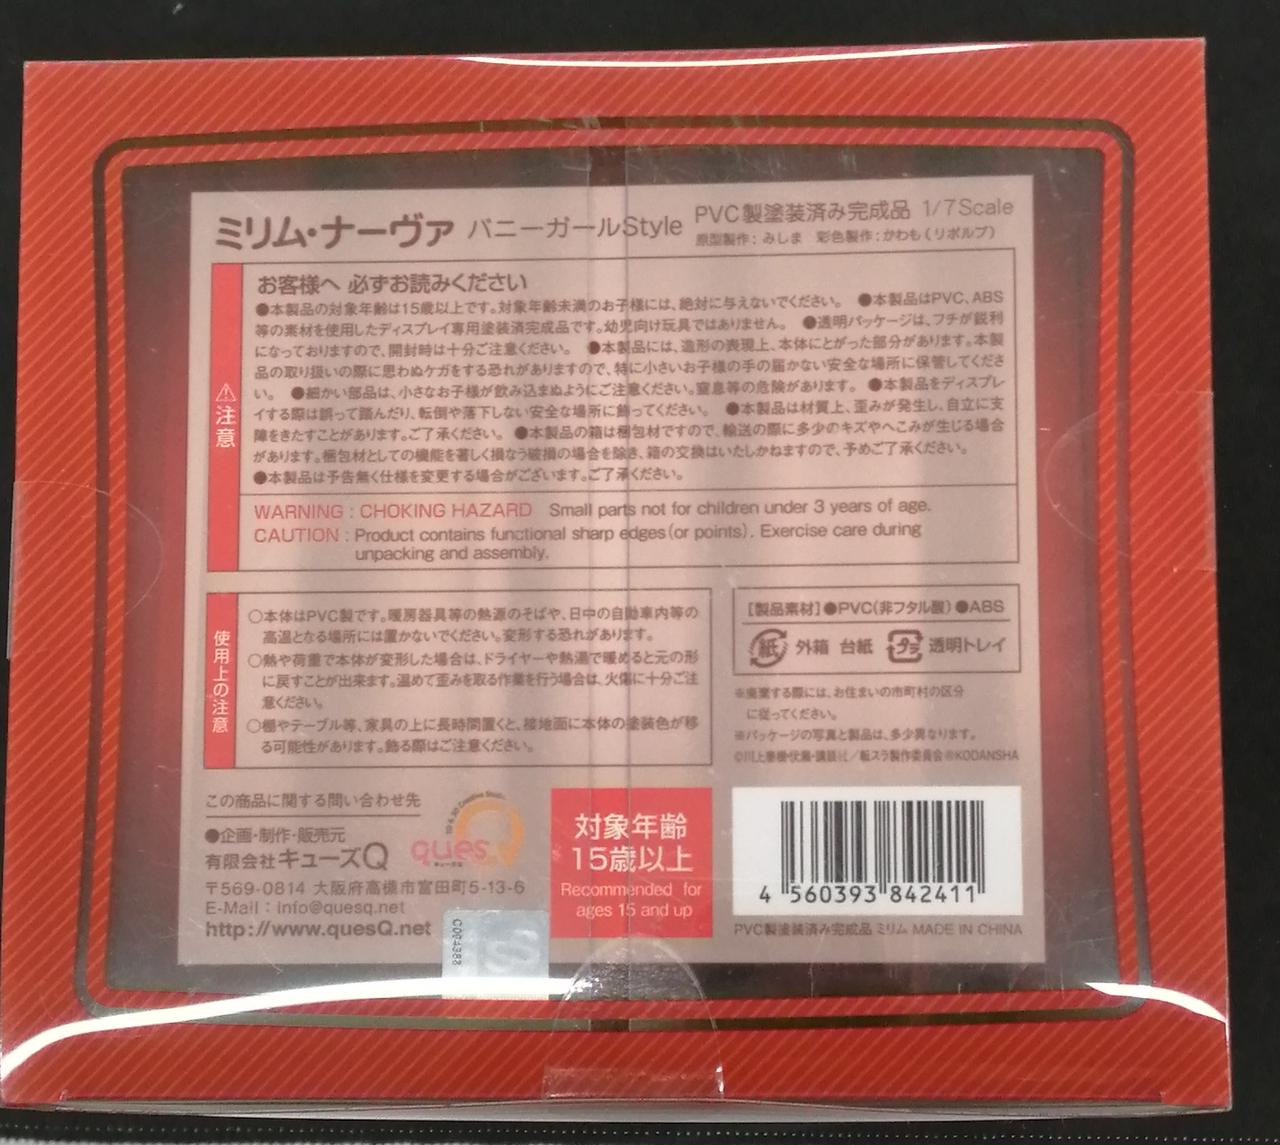 ミリム・ナーヴァ バニーガールStyle
PVC製塗装済み完成品 1/7Scale
原型製作：みしま 彩色製作：かわも（リボルブ）
注意
お客様へ 必ずお読みください
●本製品の対象年齢は15歳以上です。対象年齢未満のお子様には、絶対に与えないでください。 ●本製品はPVC、ABS
等の素材を使用したディスプレイ専用塗装済完成品です。幼児向け玩具ではありません。 ●透明パッケージは、フチが鋭利
になっておりますので、開封時は十分ご注意ください。 ●本製品には、造形の表現上、本体にとがった部分があります。本製
品の取り扱いの際に思わぬケガをする恐れがありますので、特に小さいお子様の手の届かない安全な場所に保管してくださ
い。 ●細かい部品は、小さなお子様が飲み込まぬようにご注意ください。窒息等の危険があります。 ●本製品をディスプレ
イする際は誤って踏んだり、転倒や落下しない安全な場所に飾ってください。 ●本製品は材質上、歪みが発生し、自立に支
障をきたすことがあります。ご了承ください。 ●本製品の箱は梱包材ですので、輸送の際に多少のキズやへこみが生じる場合
があります。梱包材としての機能を著しく損なう破損の場合を除き、箱の交換はいたしかねますので、予めご了承ください。
●本製品は予告無く仕様を変更する場合がございます。ご了承ください。
WARNING : CHOKING HAZARD Small parts not for children under 3 years of age.
CAUTION : Product contains functional sharp edges(or points). Exercise care during
unpacking and assembly.
使用上の注意
○本体はPVC製です。暖房器具等の熱源のそばや、日中の自動車内等の
高温となる場所には置かないでください。変形する恐れがあります。
○熱や荷重で本体が変形した場合は、ドライヤーや熱湯で暖めると元の形
に戻すことが出来ます。温めて歪みを取る作業を行う場合は、火傷に十分ご注
意ください。
○棚やテーブル等、家具の上に長時間置くと、接地面に本体の塗装色が移
る可能性があります。飾る際はご注意ください。
【製品素材】●PVC（非フタル酸）●ABS
紙 外箱 台紙 プラ 透明トレイ
※廃棄する際には、お住まいの市町村の区分
に従ってください。
※パッケージの写真と製品は、多少異なります。
©川上泰樹・伏瀬・講談社／転スラ製作委員会 ®KODANSHA
この商品に関する問い合わせ先
●企画・制作・販売元
有限会社キューズQ
quesQ
キューズQ
〒569-0814 大阪府高槻市富田町5-13-6
E-Mail : info@quesq.net
http://www.quesQ.net
対象年齢
15歳以上
Recommended for
ages 15 and up
4 560393 842411
PVC製塗装済み完成品 ミリム MADE IN CHINA